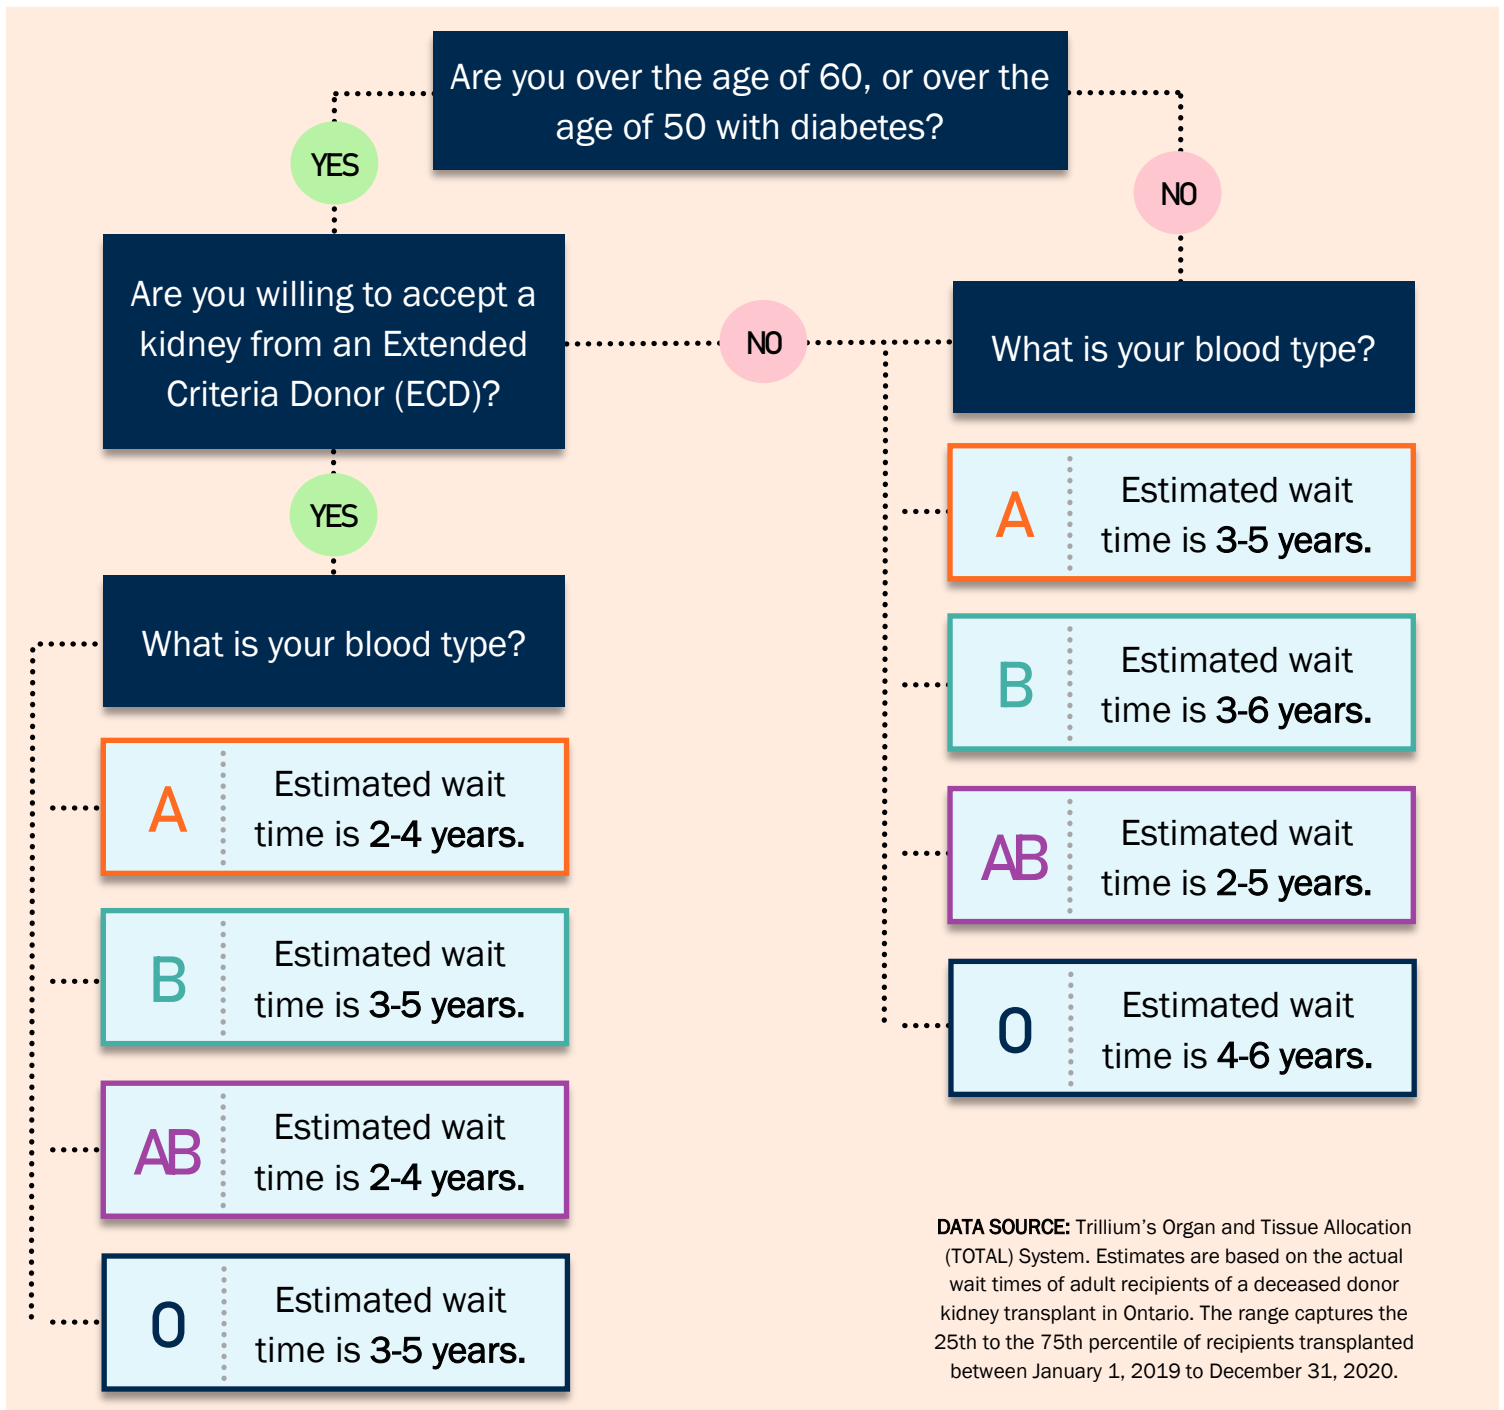 Are you over the age of 60, or over the
age of 50 with diabetes?
YES
NO
Are you willing to accept a
kidney from an Extended
Criteria Donor (ECD)?
NO
YES
What is your blood type?
A
Estimated wait
time is 2-4 years.
B
Estimated wait
time is 3-5 years.
AB
Estimated wait
time is 2-4 years.
O
Estimated wait
time is 3-5 years.
What is your blood type?
A
Estimated wait
time is 3-5 years.
B
Estimated wait
time is 3-6 years.
AB
Estimated wait
time is 2-5 years.
O
Estimated wait
time is 4-6 years.
DATA SOURCE: Trillium's Organ and Tissue Allocation
(TOTAL) System. Estimates are based on the actual
wait times of adult recipients of a deceased donor
kidney transplant in Ontario. The range captures the
25th to the 75th percentile of recipients transplanted
between January 1, 2019 to December 31, 2020.